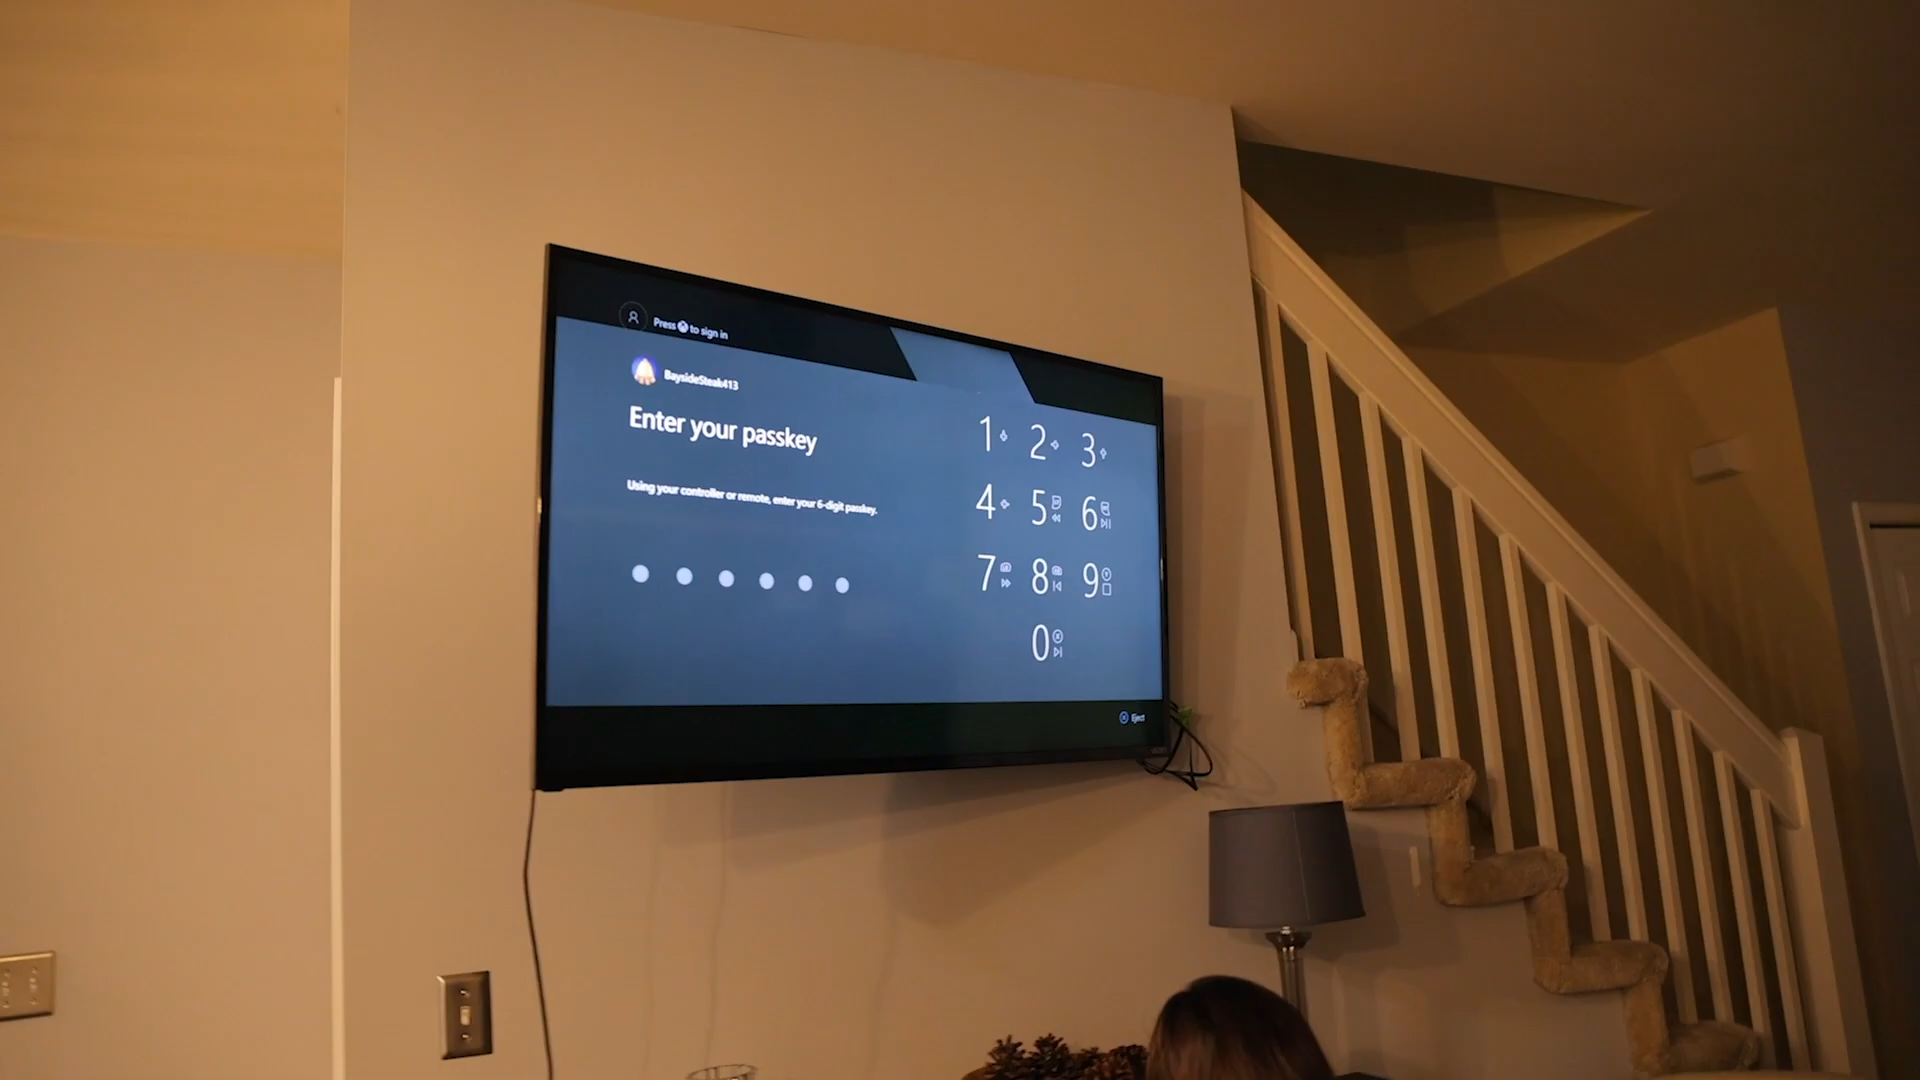 Press to sign in
BaysideSteak413
Enter your passkey
Using your controller or remote, enter your 6-digit passkey.
1 2 3
4 5 6
7 8 9
0
Eject